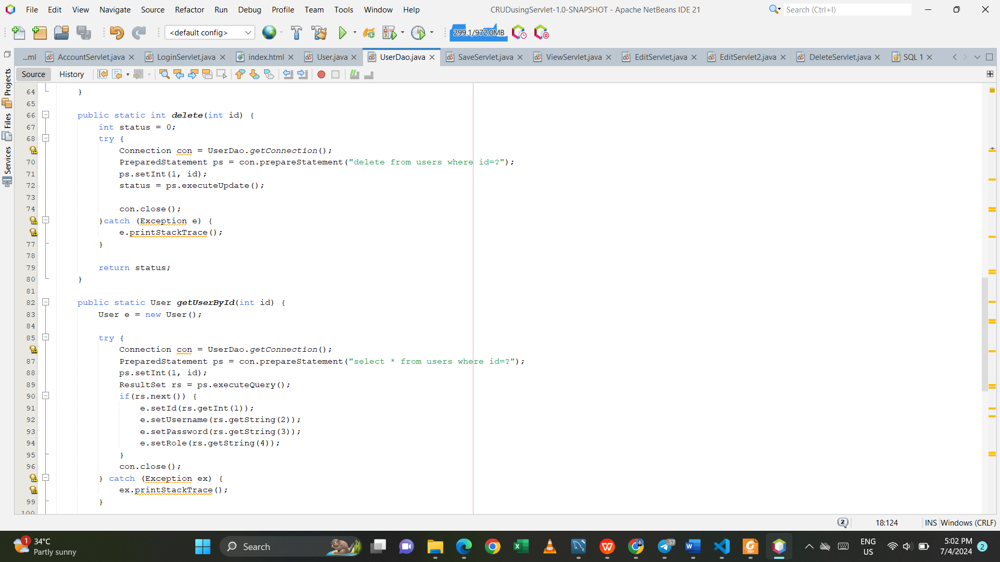 File Edit View Navigate Source Refactor Run Debug Profile Team Tools Window Help
CRUDusingServlet-1.0-SNAPSHOT - Apache NetBeans IDE 21
Search (Ctrl+I)
<default config>
299.1/972.0MB
...ml AccountServlet.java LoginServlet.java index.html User.java UserDao.java SaveServlet.java ViewServlet.java EditServlet.java EditServlet2.java DeleteServlet.java SQL 1
Source History
Projects
Files
Services
64 }
65
66 public static int delete(int id) {
67 int status = 0;
68 try {
Connection con = UserDao.getConnection();
70 PreparedStatement ps = con.prepareStatement("delete from users where id=?");
71 ps.setInt(1, id);
72 status = ps.executeUpdate();
73
74 con.close();
}catch (Exception e) {
e.printStackTrace();
77 }
78
79 return status;
80 }
81
82 public static User getUserById(int id) {
83 User e = new User();
84
85 try {
Connection con = UserDao.getConnection();
87 PreparedStatement ps = con.prepareStatement("select * from users where id=?");
88 ps.setInt(1, id);
89 ResultSet rs = ps.executeQuery();
90 if(rs.next()) {
91 e.setId(rs.getInt(1));
92 e.setUsername(rs.getString(2));
93 e.setPassword(rs.getString(3));
94 e.setRole(rs.getString(4));
95 }
96 con.close();
} catch (Exception ex) {
ex.printStackTrace();
99 }
100
2 18:124 INS Windows (CRLF)
1 34°C
Partly sunny
Search
57
ENG
US
5:02 PM
7/4/2024
2